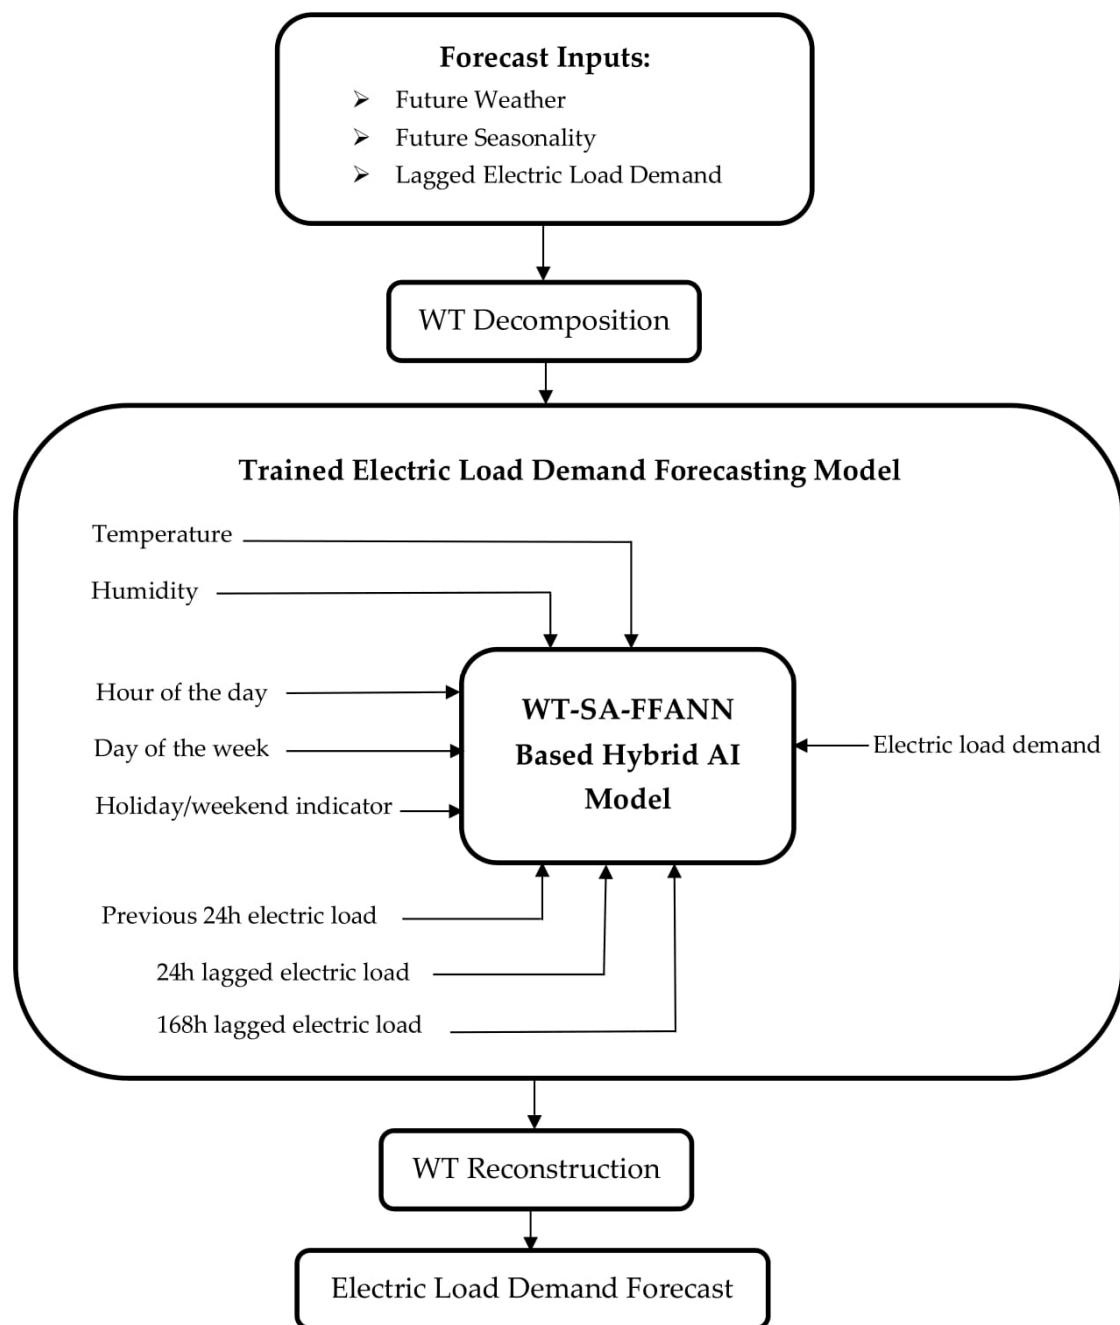 Forecast Inputs:
➢ Future Weather
➢ Future Seasonality
➢ Lagged Electric Load Demand
WT Decomposition
Trained Electric Load Demand Forecasting Model
Temperature
Humidity
Hour of the day
Day of the week
Holiday/weekend indicator
WT-SA-FFANN
Based Hybrid AI
Model
Electric load demand
Previous 24h electric load
24h lagged electric load
168h lagged electric load
WT Reconstruction
Electric Load Demand Forecast